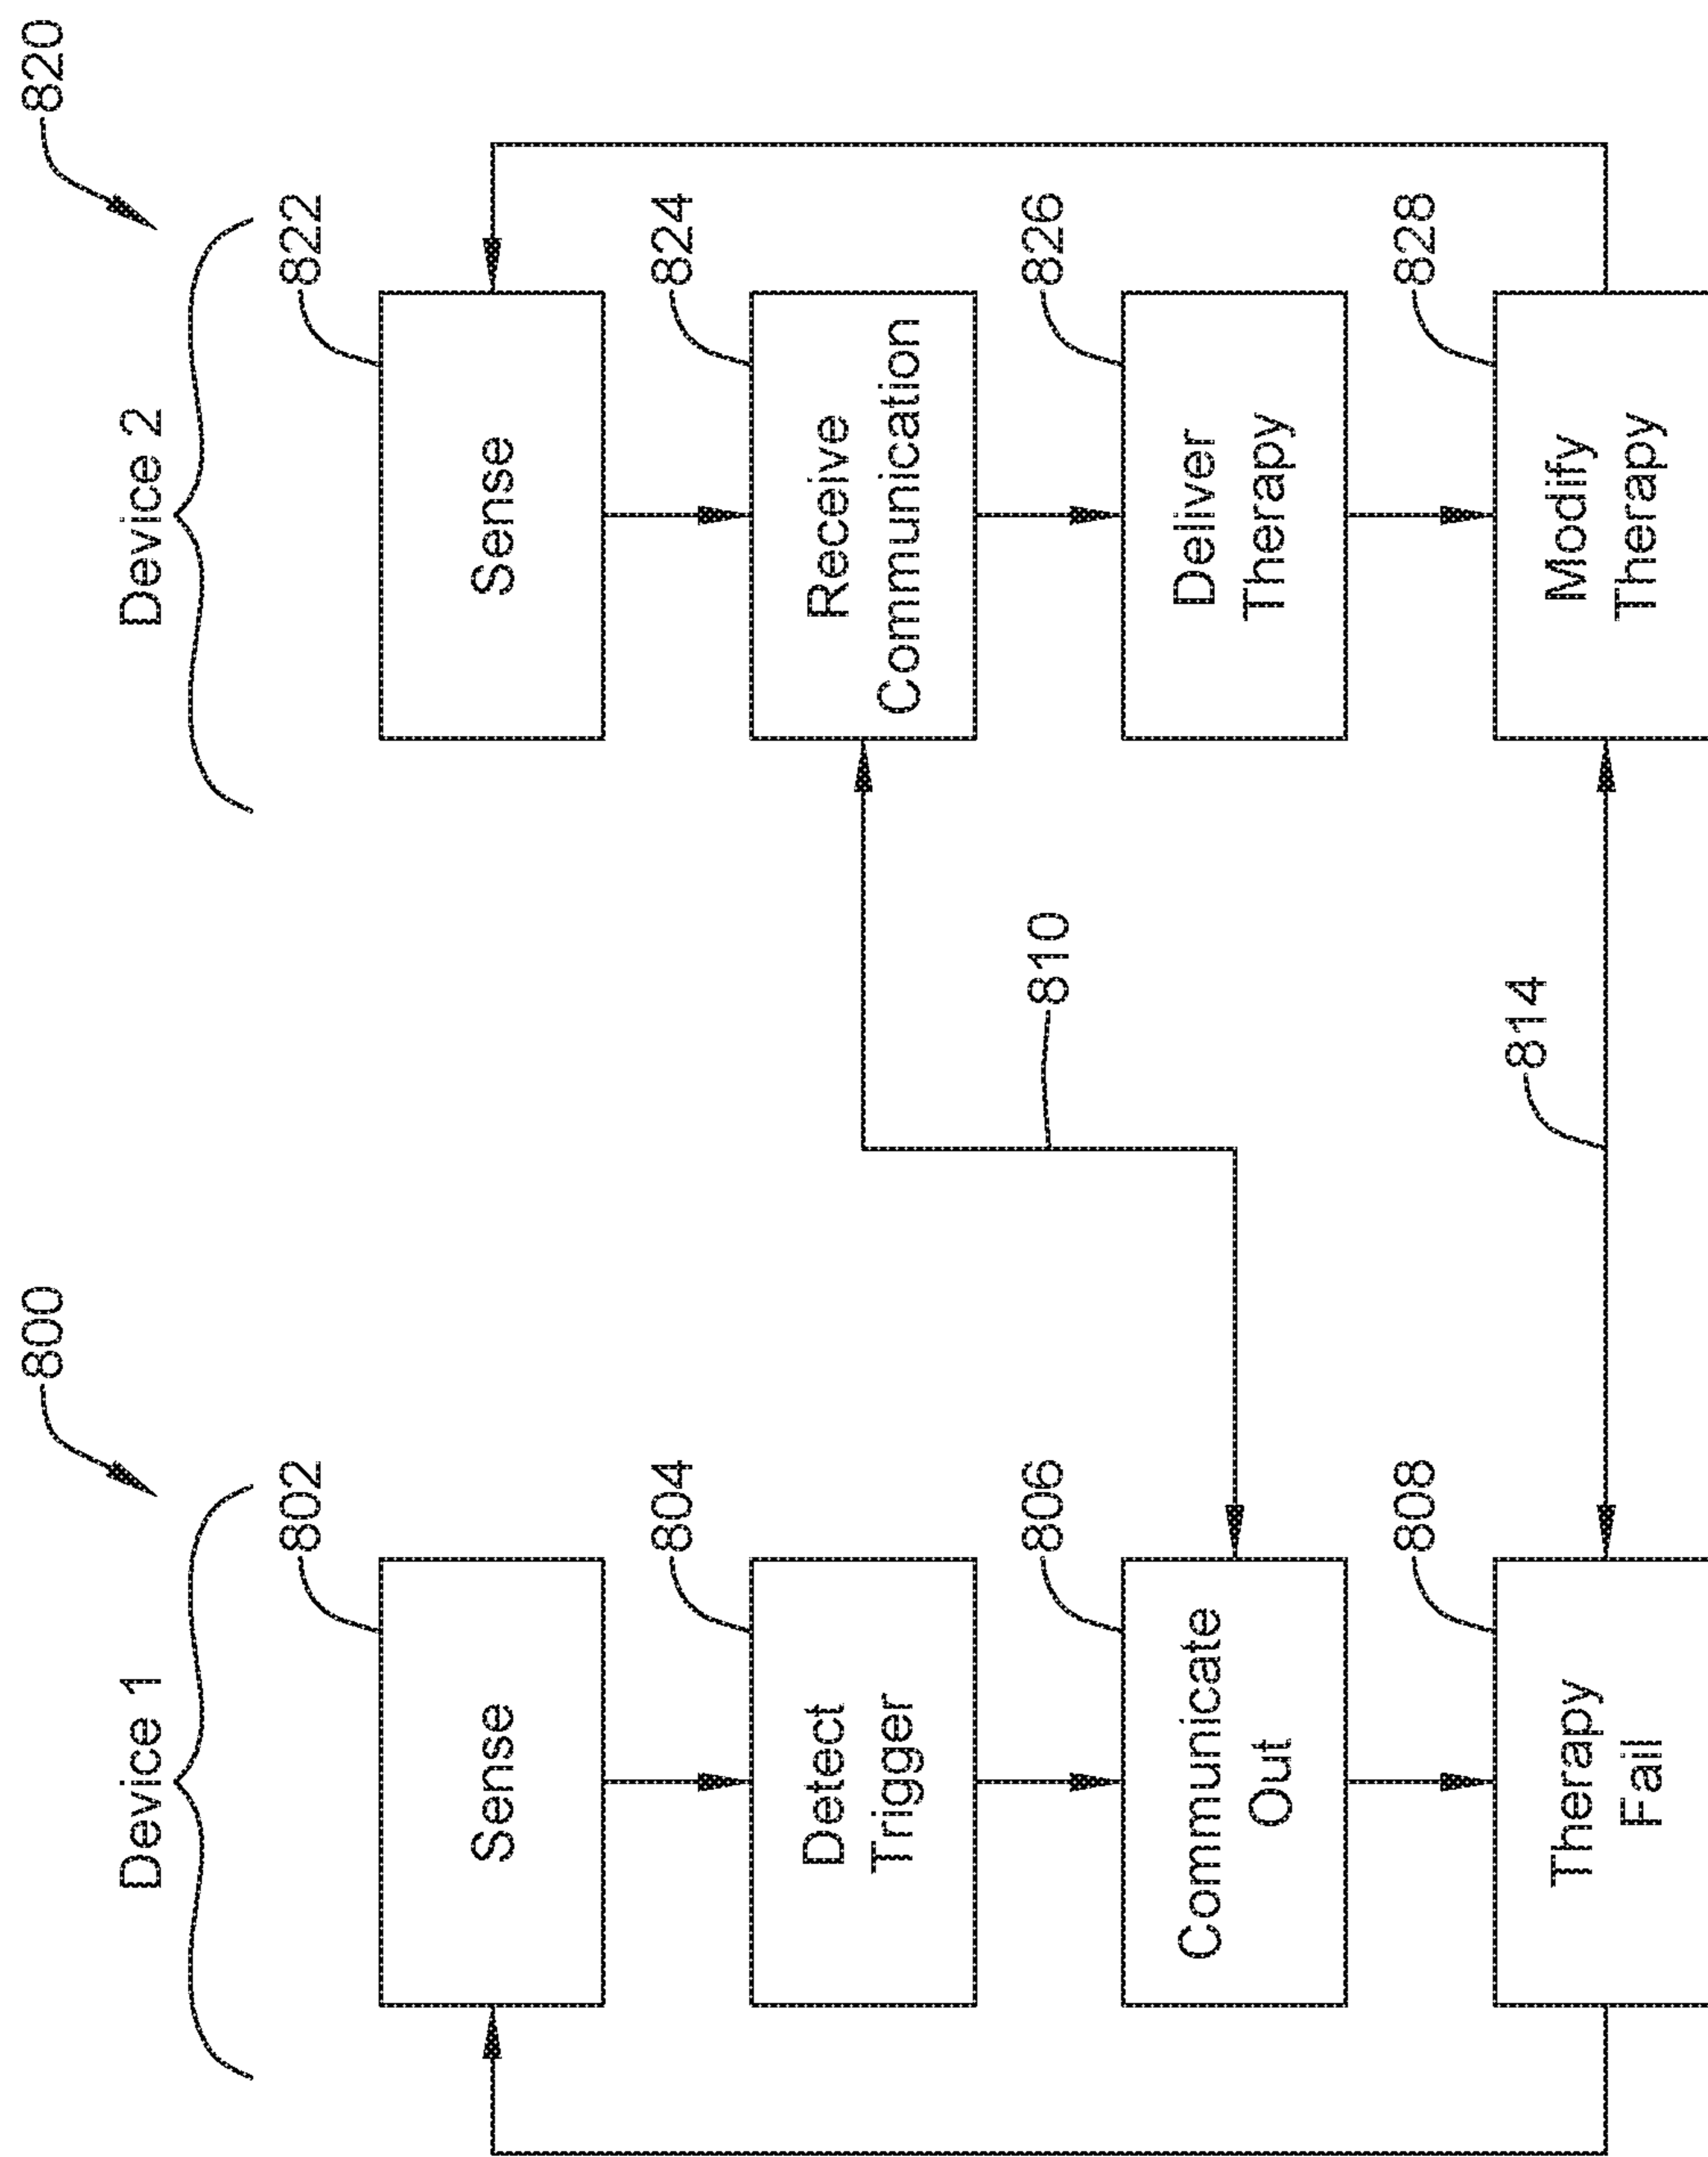 800
820
Device 1
Device 2
802
Sense
822
Sense
804
Detect
Trigger
824
Receive
Communication
810
806
Communicate
Out
826
Deliver
Therapy
814
808
Therapy
Fail
828
Modify
Therapy